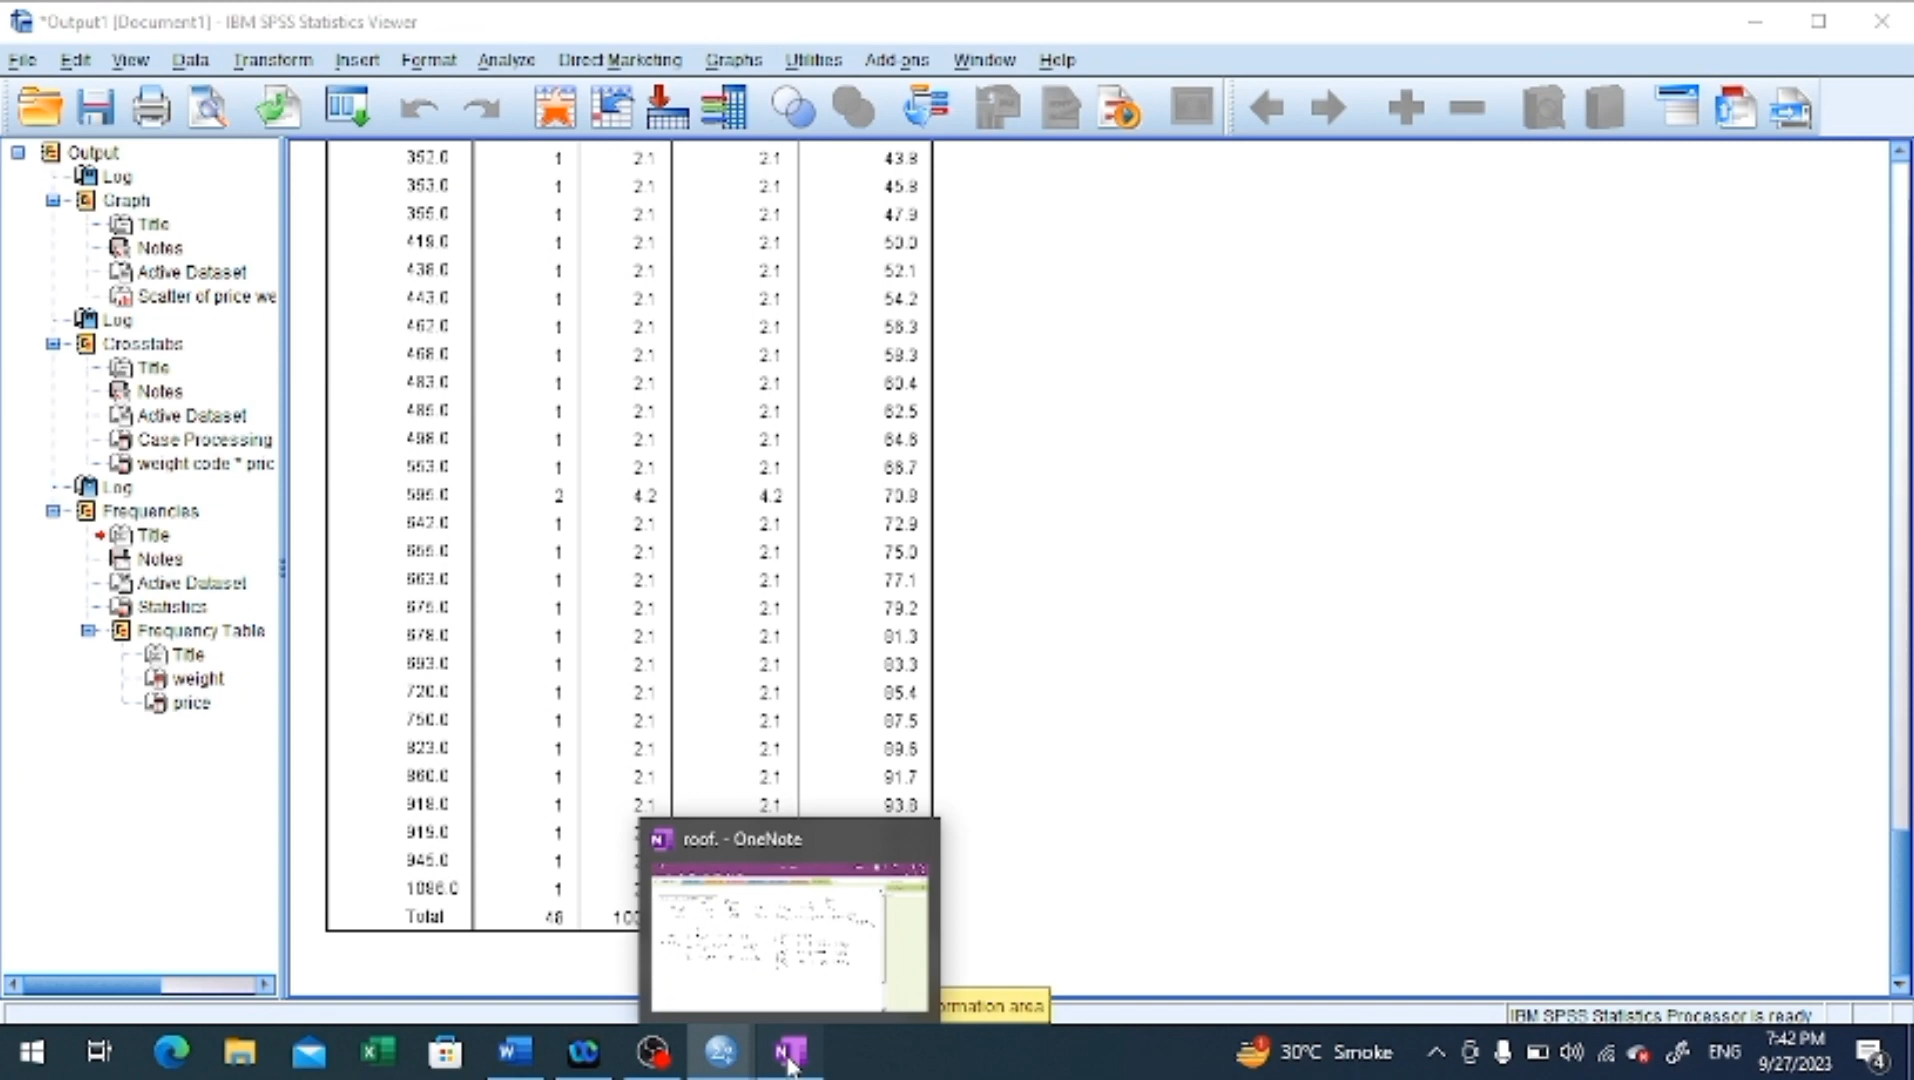 *Output1 [Document1] - IBM SPSS Statistics Viewer
File Edit View Data Transform Insert Format Analyze Direct Marketing Graphs Utilities Add-ons Window Help
Output
Log
Graph
Title
Notes
Active Dataset
Scatter of price we
Log
Crosstabs
Title
Notes
Active Dataset
Case Processing
weight code * pric
Log
Frequencies
Title
Notes
Active Dataset
Statistics
Frequency Table
Title
weight
price
352.0 1 2.1 2.1 43.8
353.0 1 2.1 2.1 45.8
355.0 1 2.1 2.1 47.9
419.0 1 2.1 2.1 50.0
438.0 1 2.1 2.1 52.1
443.0 1 2.1 2.1 54.2
462.0 1 2.1 2.1 56.3
468.0 1 2.1 2.1 58.3
483.0 1 2.1 2.1 60.4
485.0 1 2.1 2.1 62.5
498.0 1 2.1 2.1 64.6
553.0 1 2.1 2.1 66.7
595.0 2 4.2 4.2 70.8
642.0 1 2.1 2.1 72.9
655.0 1 2.1 2.1 75.0
663.0 1 2.1 2.1 77.1
675.0 1 2.1 2.1 79.2
678.0 1 2.1 2.1 81.3
693.0 1 2.1 2.1 83.3
720.0 1 2.1 2.1 85.4
750.0 1 2.1 2.1 87.5
823.0 1 2.1 2.1 89.6
860.0 1 2.1 2.1 91.7
918.0 1 2.1 2.1 93.8
919.0 1
945.0 1
1086.0 1
Total 48 100
roof. - OneNote
ormation area
IBM SPSS Statistics Processor is ready
30°C Smoke ENG 7:42 PM
9/27/2023
4